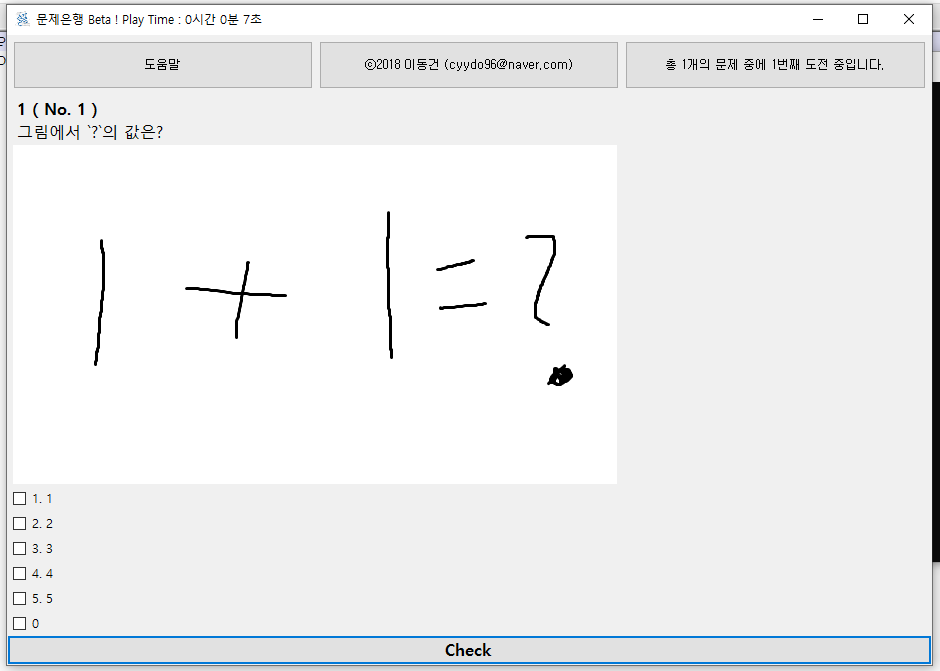 문제은행 Beta ! Play Time : 0시간 0분 7초
도움말
©2018 이동건 (cyydo96@naver.com)
총 1개의 문제 중에 1번째 도전 중입니다.
1 ( No. 1 )
그림에서 `?`의 값은?
1 + 1 = ?
1. 1
2. 2
3. 3
4. 4
5. 5
0
Check